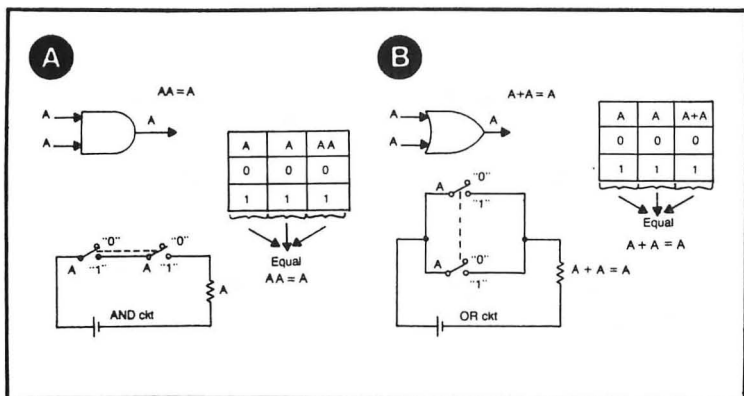 A
AA = A
A
A
A
A A AA
0 0 0
1 1 1
Equal
AA = A
"0" "0"
A "1" A "1"
A
AND ckt
B
A+A = A
A
A
A
A A A+A
0 0 0
1 1 1
Equal
A + A = A
A "0"
"1"
A "0"
"1"
A + A = A
OR ckt